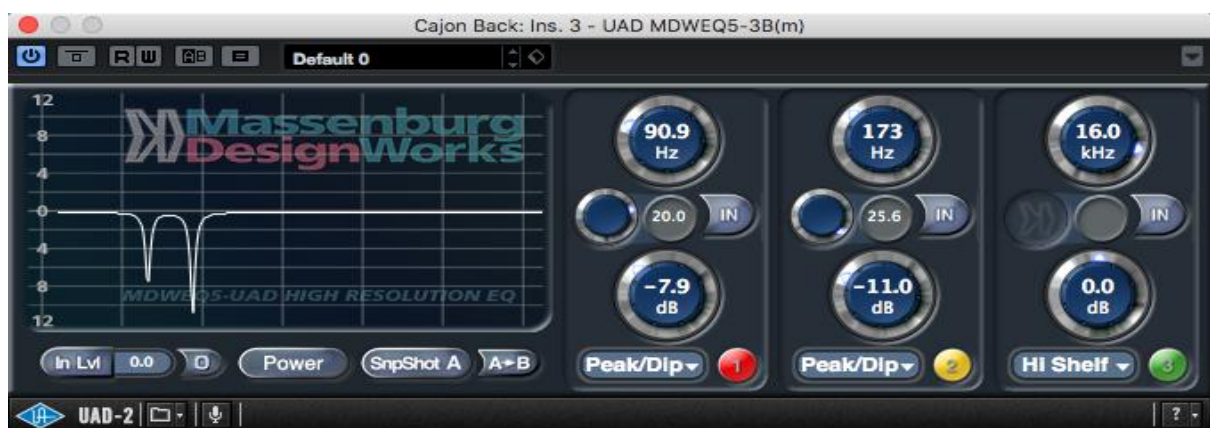 Cajon Back: Ins. 3 - UAD MDWEQ5-3B(m)
R W AB Default 0
12
8
4
0
4
8
12
Massenburg
DesignWorks
MDWEQ5-UAD HIGH RESOLUTION EQ
In Lvl 0.0 O Power SnpShot A A▸B
90.9
Hz
20.0 IN
-7.9
dB
Peak/Dip 1
173
Hz
25.6 IN
-11.0
dB
Peak/Dip 2
16.0
kHz
IN
0.0
dB
Hi Shelf 3
UA UAD-2 ?